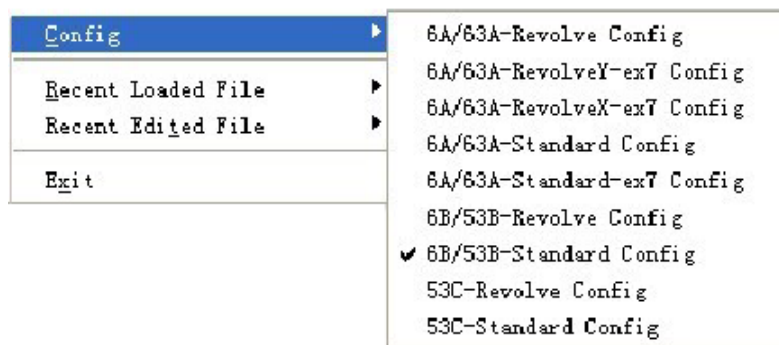 Config
Recent Loaded File
Recent Edited File
Exit
6A/63A-Revolve Config
6A/63A-RevolveY-ex7 Config
6A/63A-RevolveX-ex7 Config
6A/63A-Standard Config
6A/63A-Standard-ex7 Config
6B/53B-Revolve Config
6B/53B-Standard Config
53C-Revolve Config
53C-Standard Config